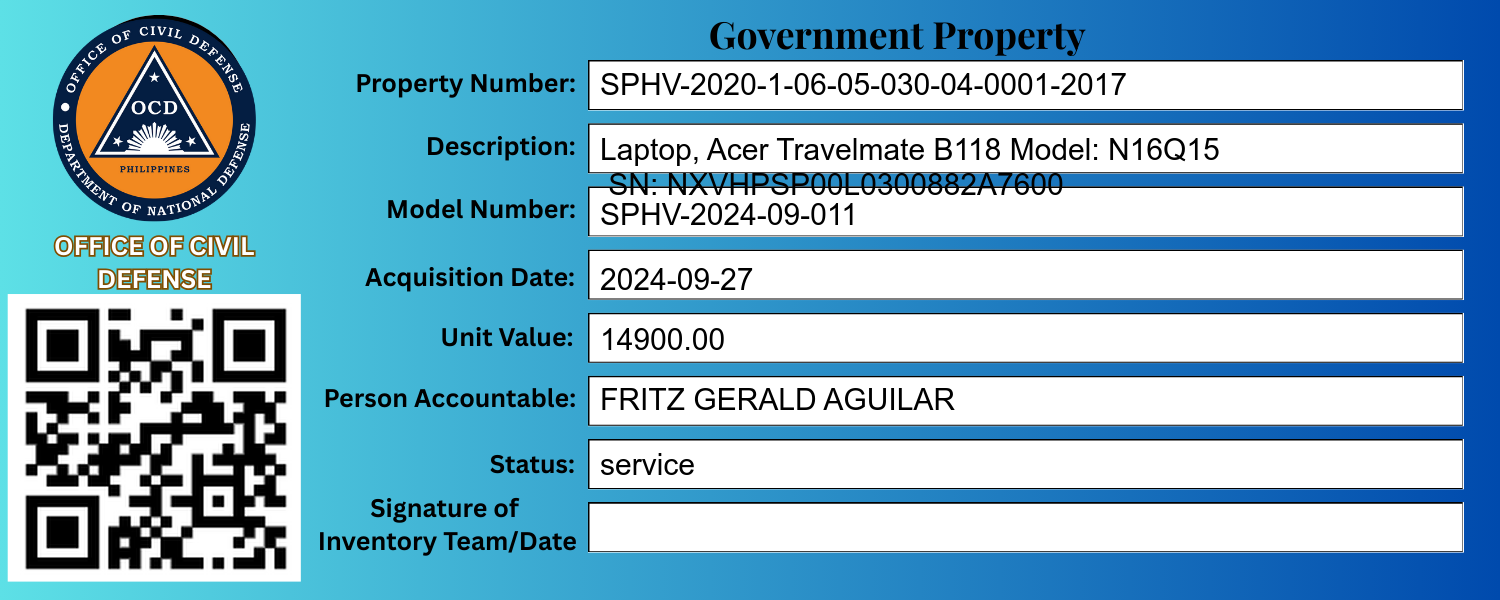 OFFICE OF CIVIL DEFENSE
OCD
PHILIPPINES
DEPARTMENT OF NATIONAL DEFENSE
OFFICE OF CIVIL
DEFENSE
Government Property
Property Number: SPHV-2020-1-06-05-030-04-0001-2017
Description: Laptop, Acer Travelmate B118 Model: N16Q15
SN: NXVHPSP00L0300882A7600
Model Number: SPHV-2024-09-011
Acquisition Date: 2024-09-27
Unit Value: 14900.00
Person Accountable: FRITZ GERALD AGUILAR
Status: service
Signature of
Inventory Team/Date